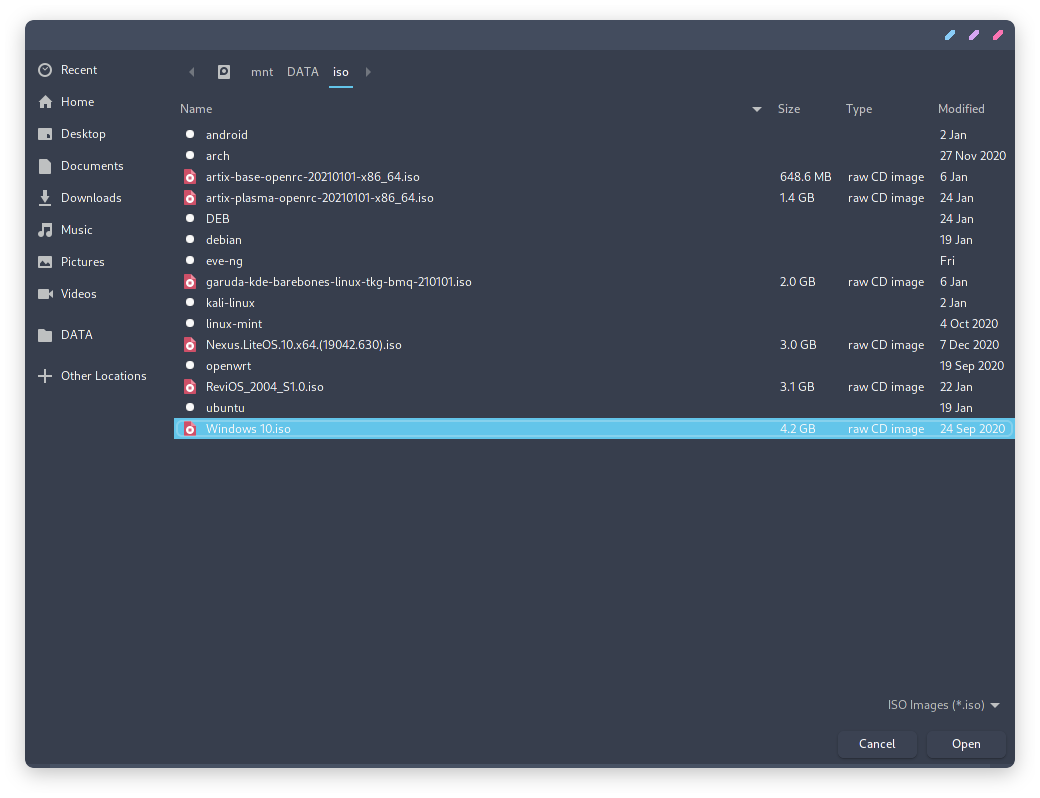 Recent
Home
Desktop
Documents
Downloads
Music
Pictures
Videos
DATA
Other Locations
mnt DATA iso
Name Size Type Modified
android 2 Jan
arch 27 Nov 2020
artix-base-openrc-20210101-x86_64.iso 648.6 MB raw CD image 6 Jan
artix-plasma-openrc-20210101-x86_64.iso 1.4 GB raw CD image 24 Jan
DEB 24 Jan
debian 19 Jan
eve-ng Fri
garuda-kde-barebones-linux-tkg-bmq-210101.iso 2.0 GB raw CD image 6 Jan
kali-linux 2 Jan
linux-mint 4 Oct 2020
Nexus.LiteOS.10.x64.(19042.630).iso 3.0 GB raw CD image 7 Dec 2020
openwrt 19 Sep 2020
ReviOS_2004_S1.0.iso 3.1 GB raw CD image 22 Jan
ubuntu 19 Jan
Windows 10.iso 4.2 GB raw CD image 24 Sep 2020
ISO Images (*.iso)
Cancel Open